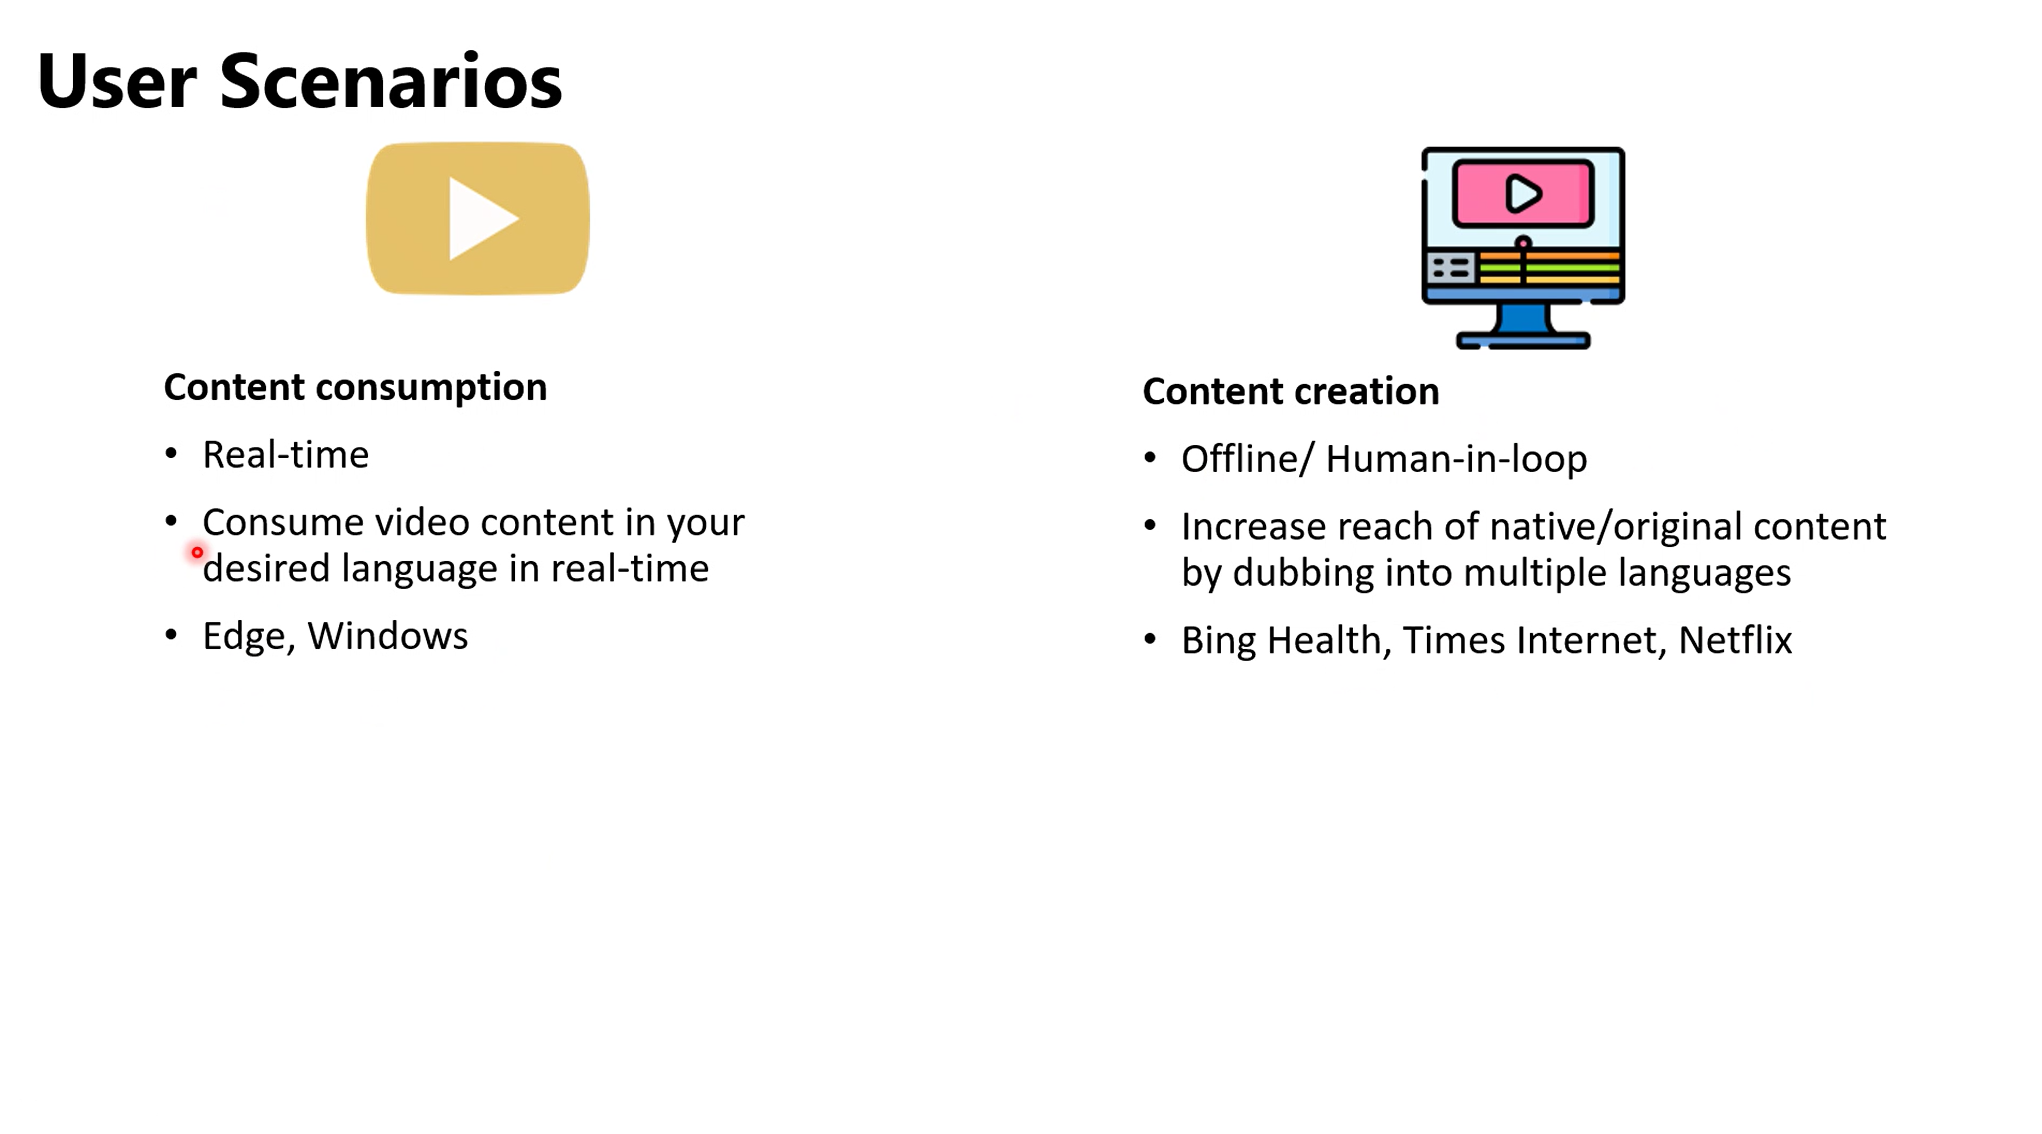 User Scenarios
Content consumption
• Real-time
• Consume video content in your
desired language in real-time
• Edge, Windows
Content creation
• Offline/ Human-in-loop
• Increase reach of native/original content
by dubbing into multiple languages
• Bing Health, Times Internet, Netflix